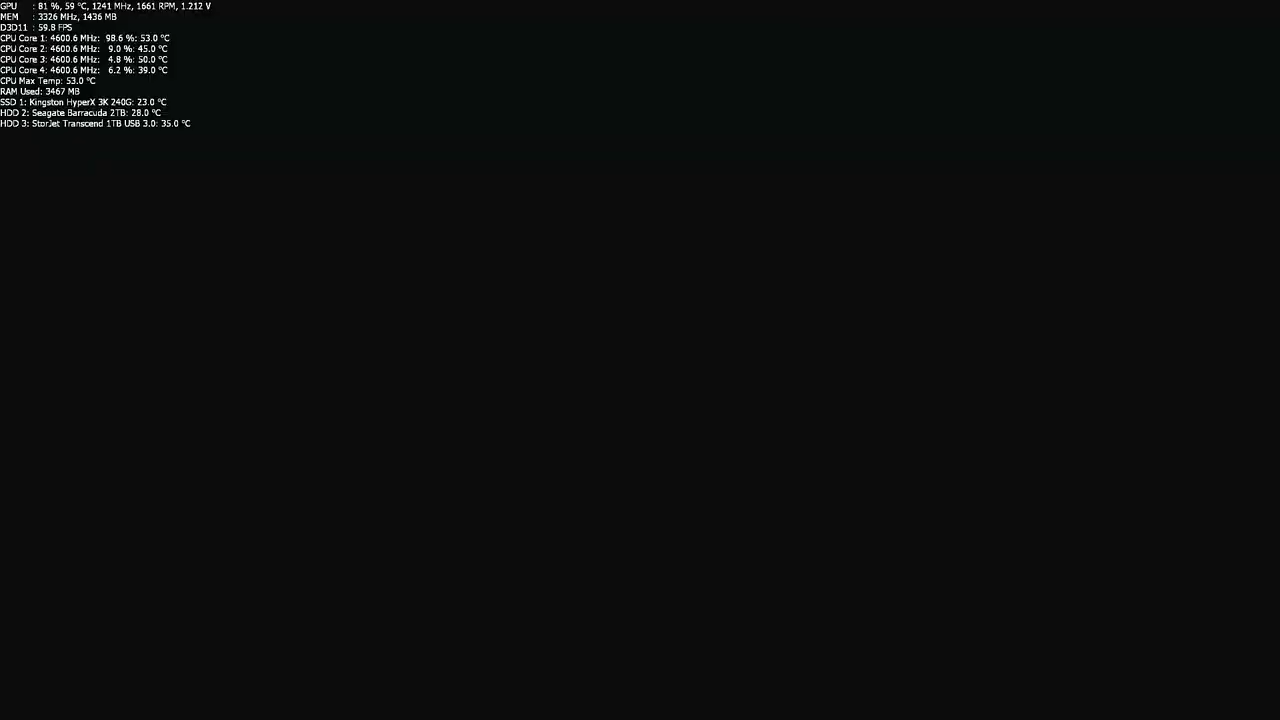 GPU : 81 %, 59 °C, 1241 MHz, 1661 RPM, 1.212 V
MEM : 3326 MHz, 1436 MB
D3D11 : 59.8 FPS
CPU Core 1: 4600.6 MHz: 98.6 %: 53.0 °C
CPU Core 2: 4600.6 MHz: 9.0 %: 45.0 °C
CPU Core 3: 4600.6 MHz: 4.8 %: 50.0 °C
CPU Core 4: 4600.6 MHz: 6.2 %: 39.0 °C
CPU Max Temp: 53.0 °C
RAM Used: 3467 MB
SSD 1: Kingston HyperX 3K 240G: 23.0 °C
HDD 2: Seagate Barracuda 2TB: 28.0 °C
HDD 3: StorJet Transcend 1TB USB 3.0: 35.0 °C